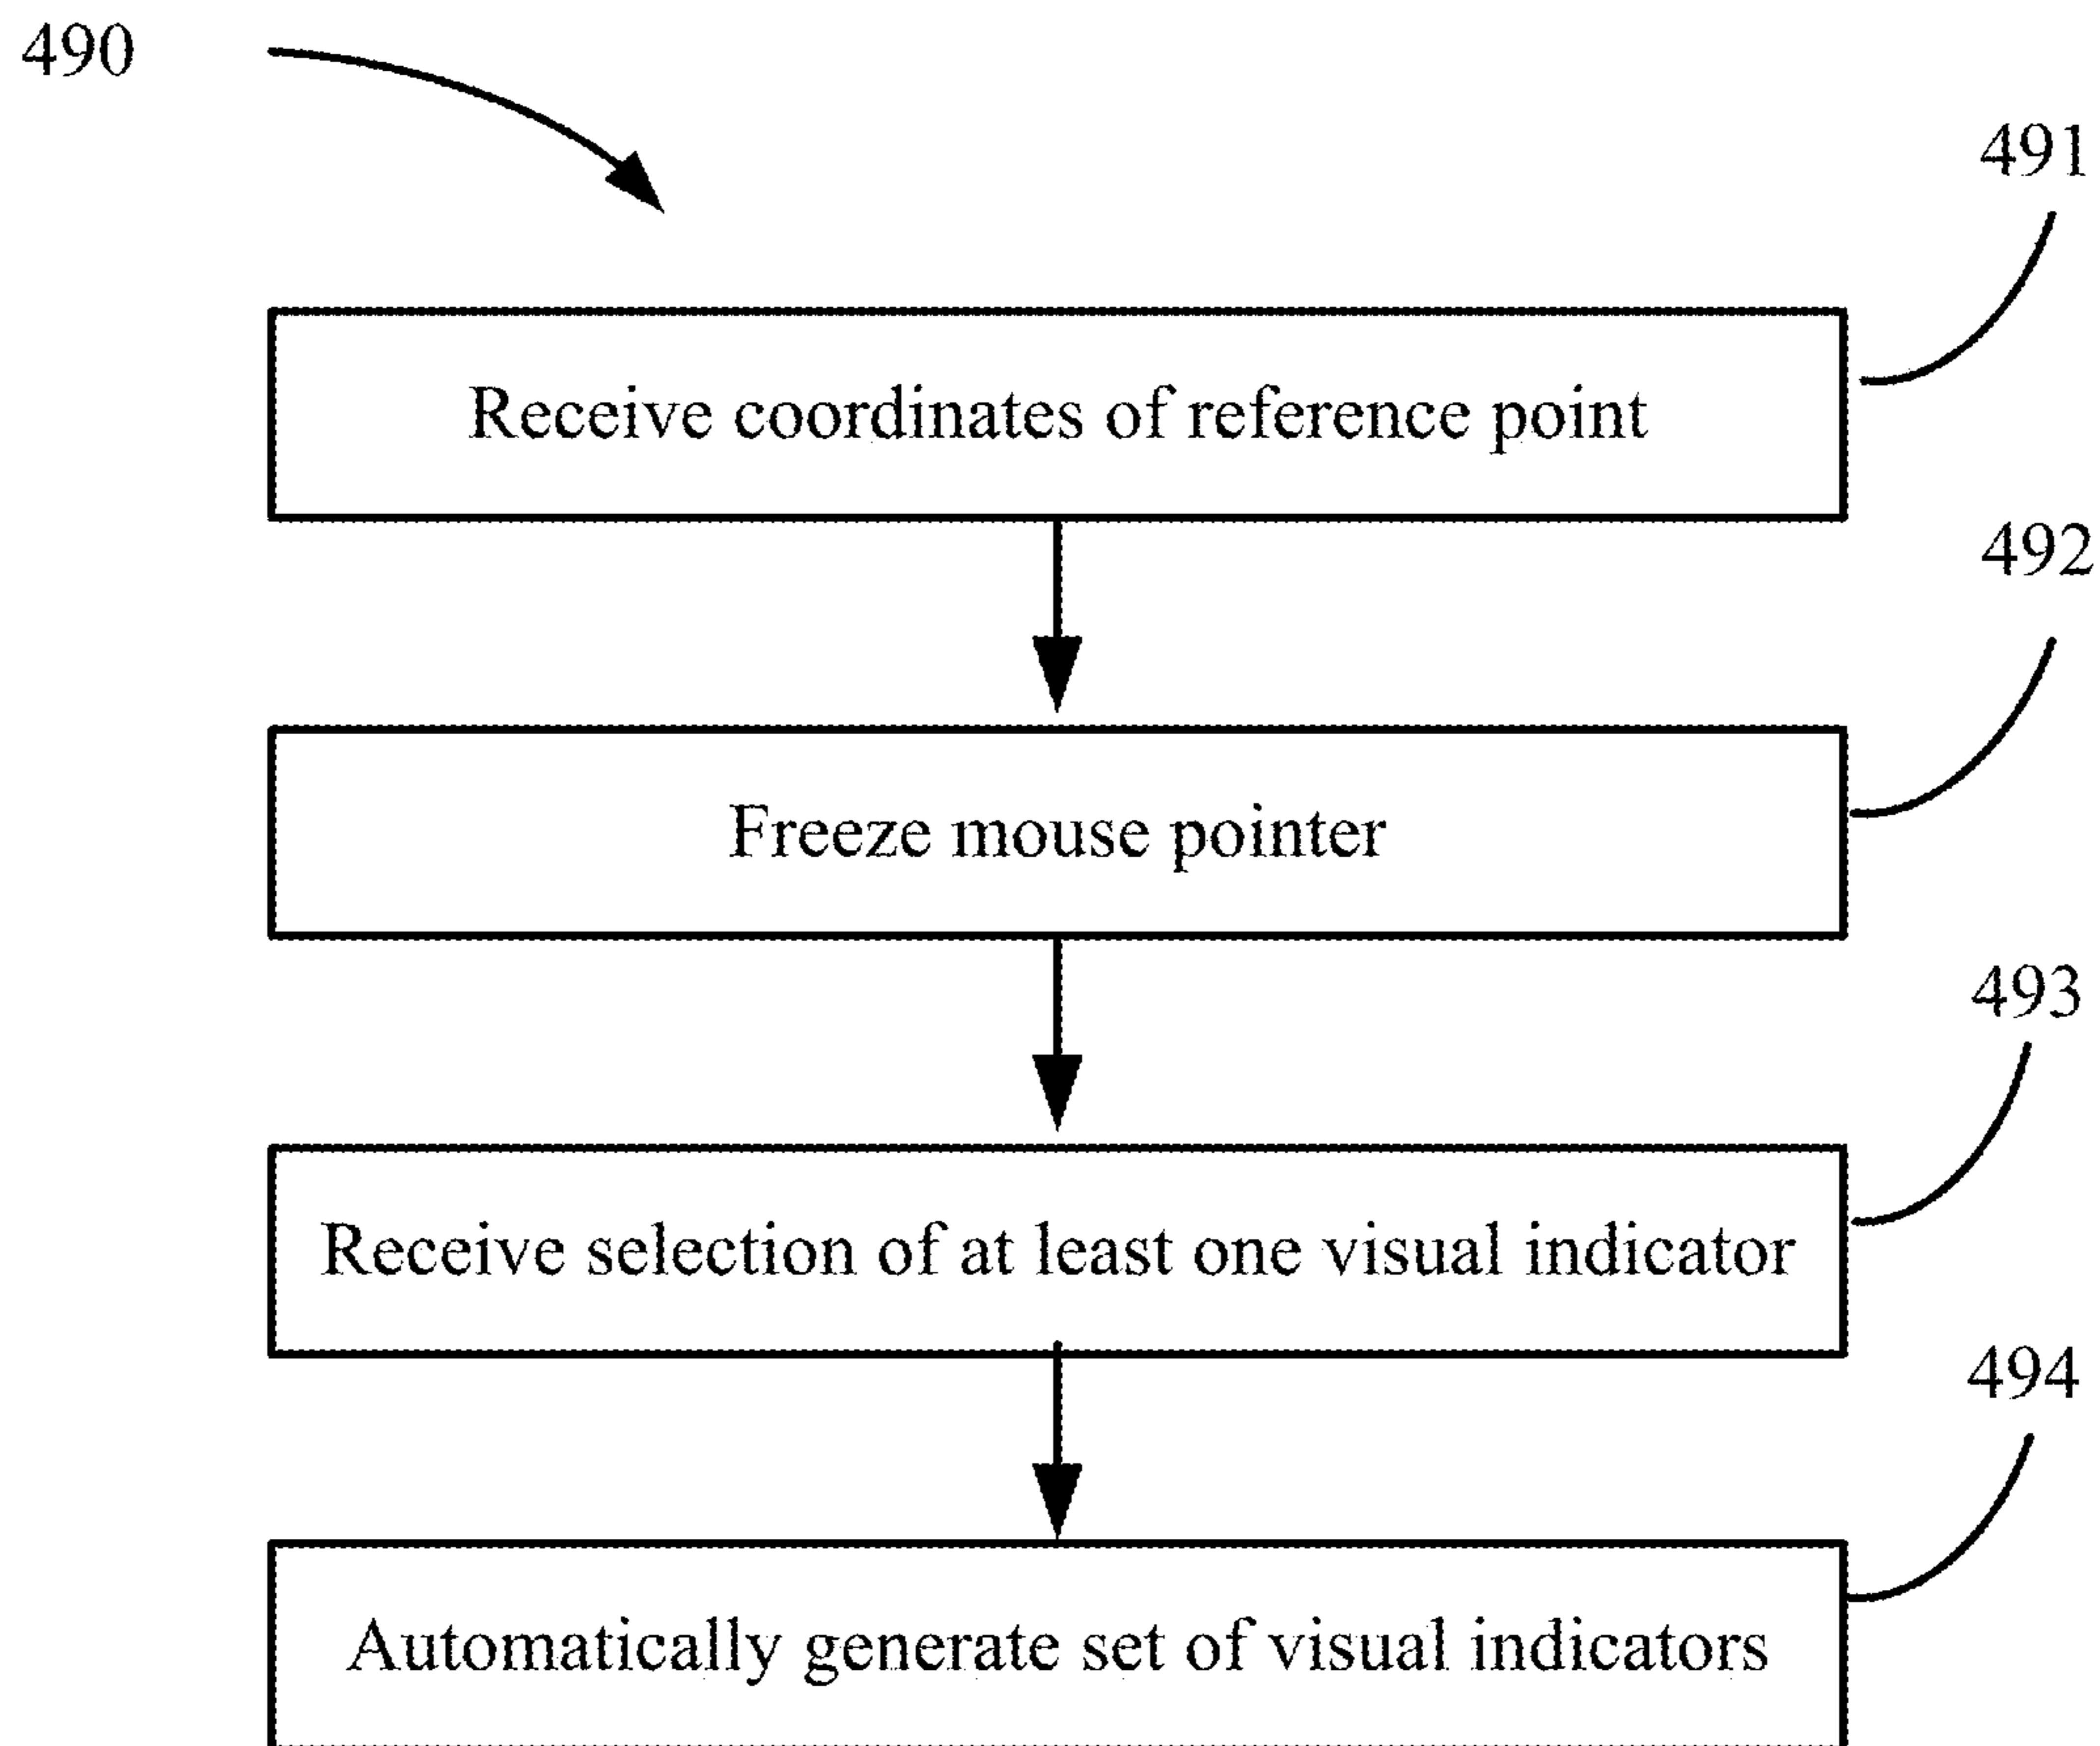 490
491
Receive coordinates of reference point
492
Freeze mouse pointer
493
Receive selection of at least one visual indicator
494
Automatically generate set of visual indicators